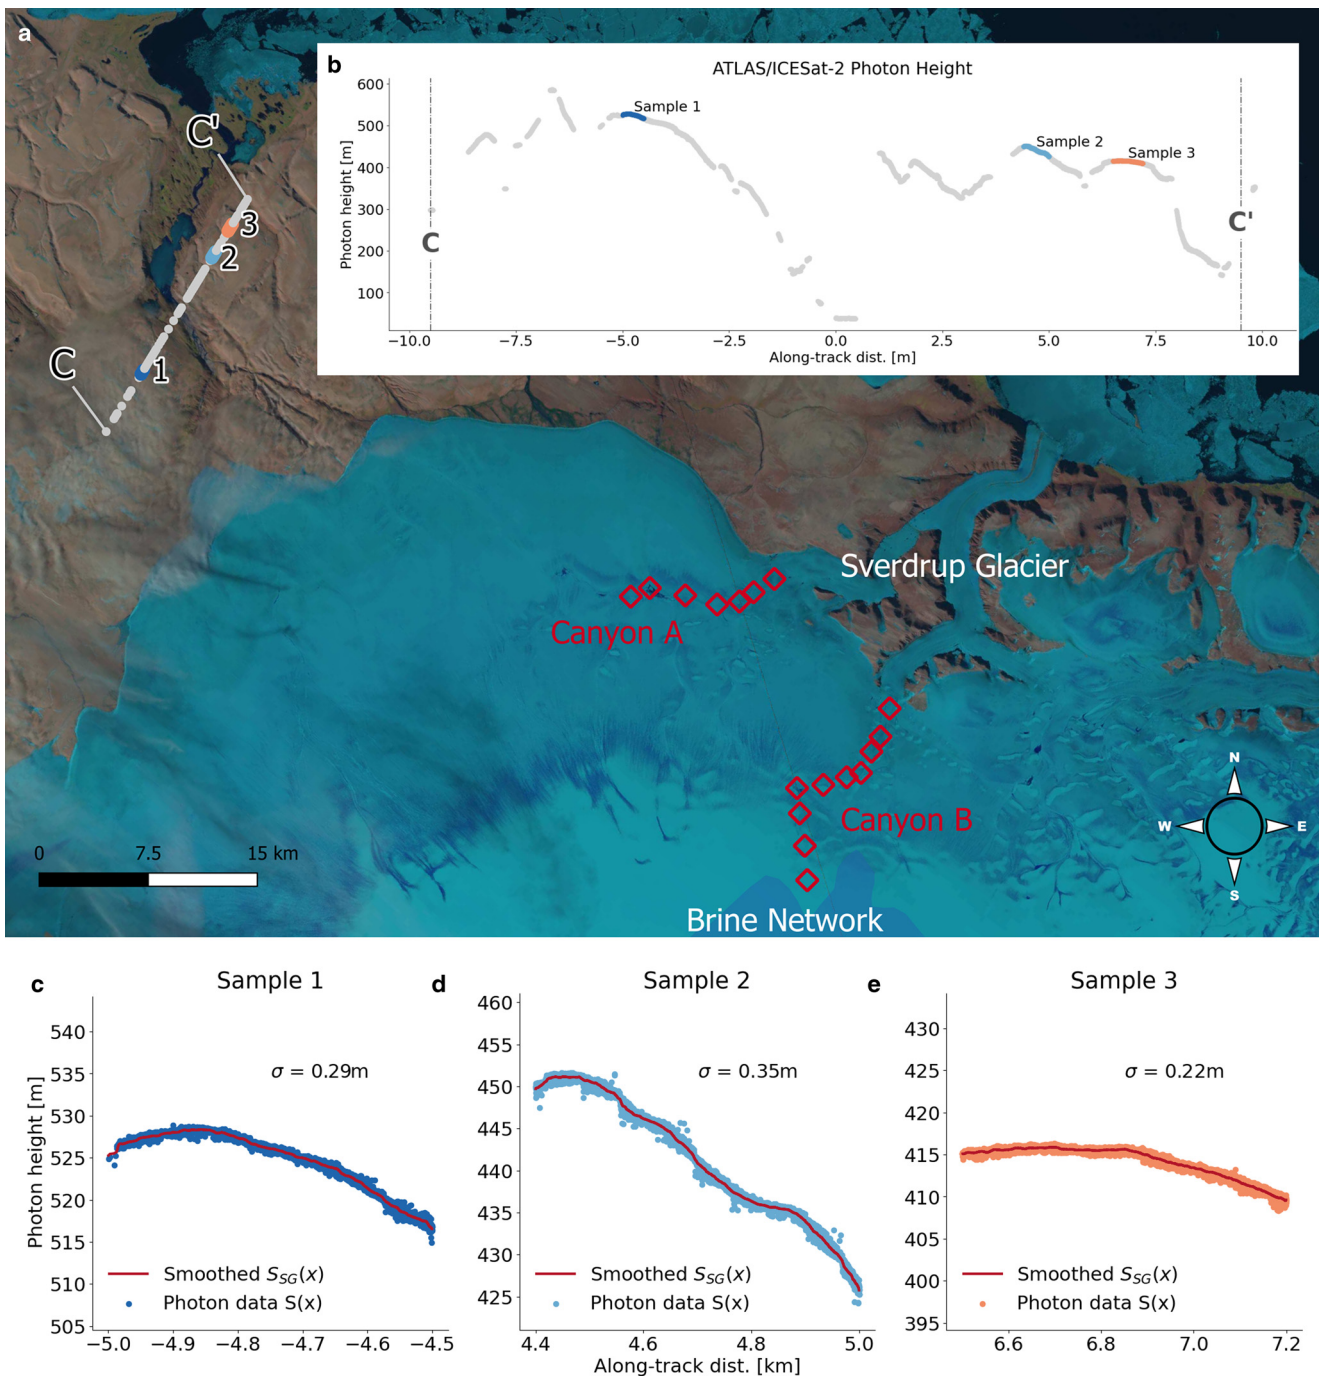 a
C'
3
2
C
1
b
ATLAS/ICESat-2 Photon Height
Photon height [m]
600
500
400
300
200
100
Sample 1
Sample 2
Sample 3
C
C'
−10.0 −7.5 −5.0 −2.5 0.0 2.5 5.0 7.5 10.0
Along-track dist. [m]
Sverdrup Glacier
Canyon A
Canyon B
Brine Network
0 7.5 15 km
N
W E
S
c
Sample 1
Photon height [m]
540
535
530
525
520
515
510
505
σ = 0.29m
Smoothed S_SG(x)
Photon data S(x)
−5.0 −4.9 −4.8 −4.7 −4.6 −4.5
d
Sample 2
460
455
450
445
440
435
430
425
σ = 0.35m
Smoothed S_SG(x)
Photon data S(x)
4.4 4.6 4.8 5.0
Along-track dist. [km]
e
Sample 3
430
425
420
415
410
405
400
395
σ = 0.22m
Smoothed S_SG(x)
Photon data S(x)
6.6 6.8 7.0 7.2